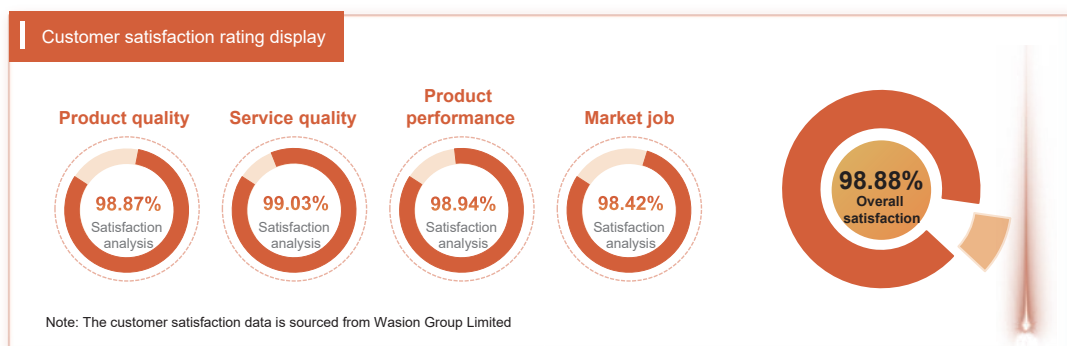 Customer satisfaction rating display
Product quality
98.87%
Satisfaction
analysis
Service quality
99.03%
Satisfaction
analysis
Product
performance
98.94%
Satisfaction
analysis
Market job
98.42%
Satisfaction
analysis
98.88%
Overall
satisfaction
Note: The customer satisfaction data is sourced from Wasion Group Limited